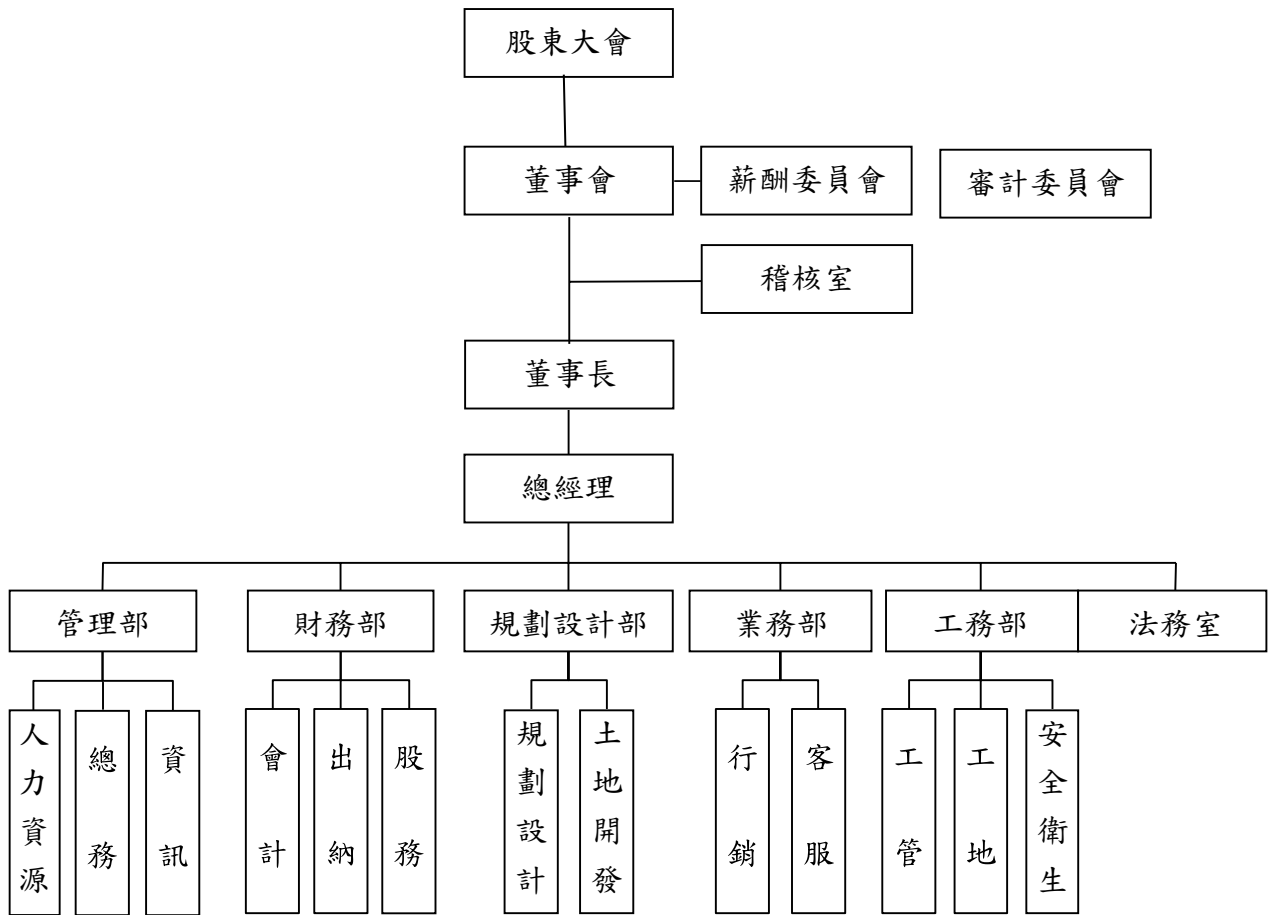 股東大會
董事會
薪酬委員會
審計委員會
稽核室
董事長
總經理
管理部
財務部
規劃設計部
業務部
工務部
法務室
人力資源
總務
資訊
會計
出納
股務
規劃設計
土地開發
行銷
客服
工管
工地
安全衛生